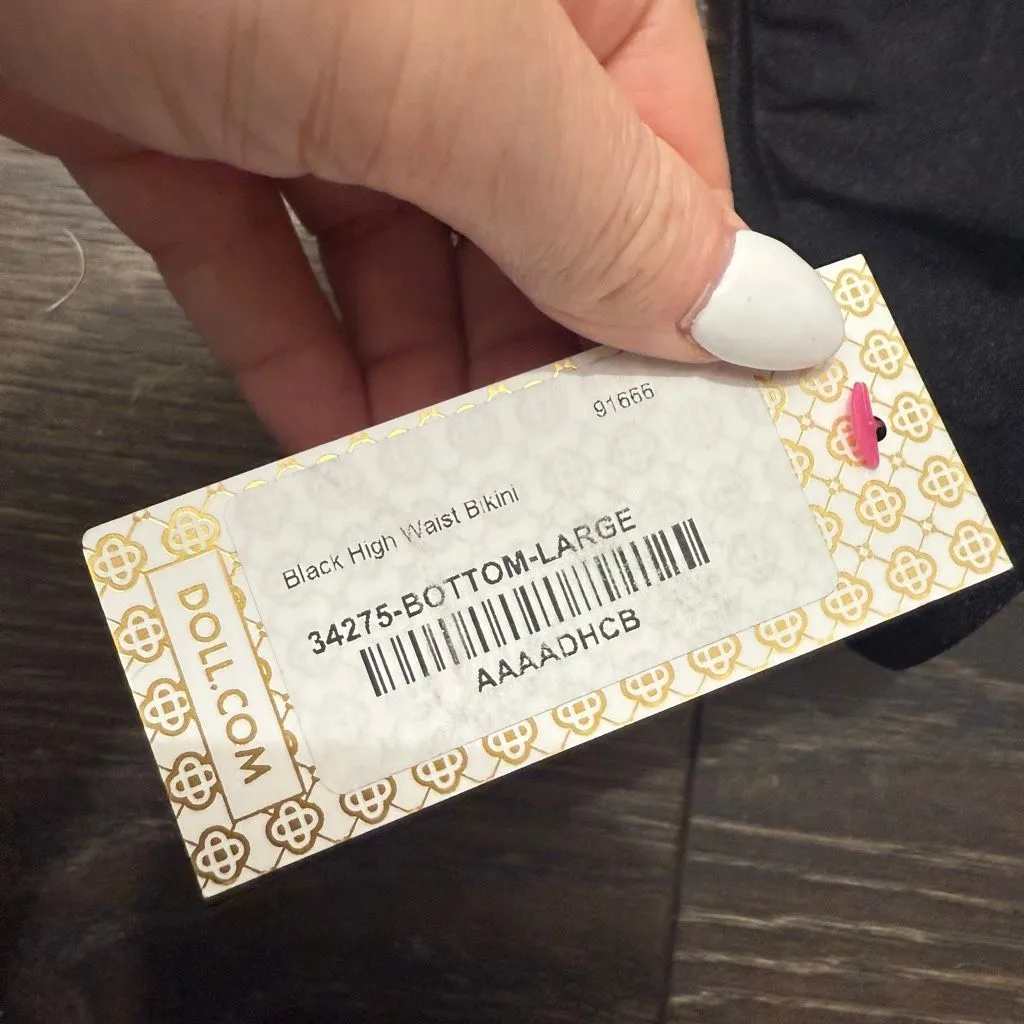 91666
Black High Waist Bikini
34275-BOTTOM-LARGE
AAAADHCB
DOLL.COM